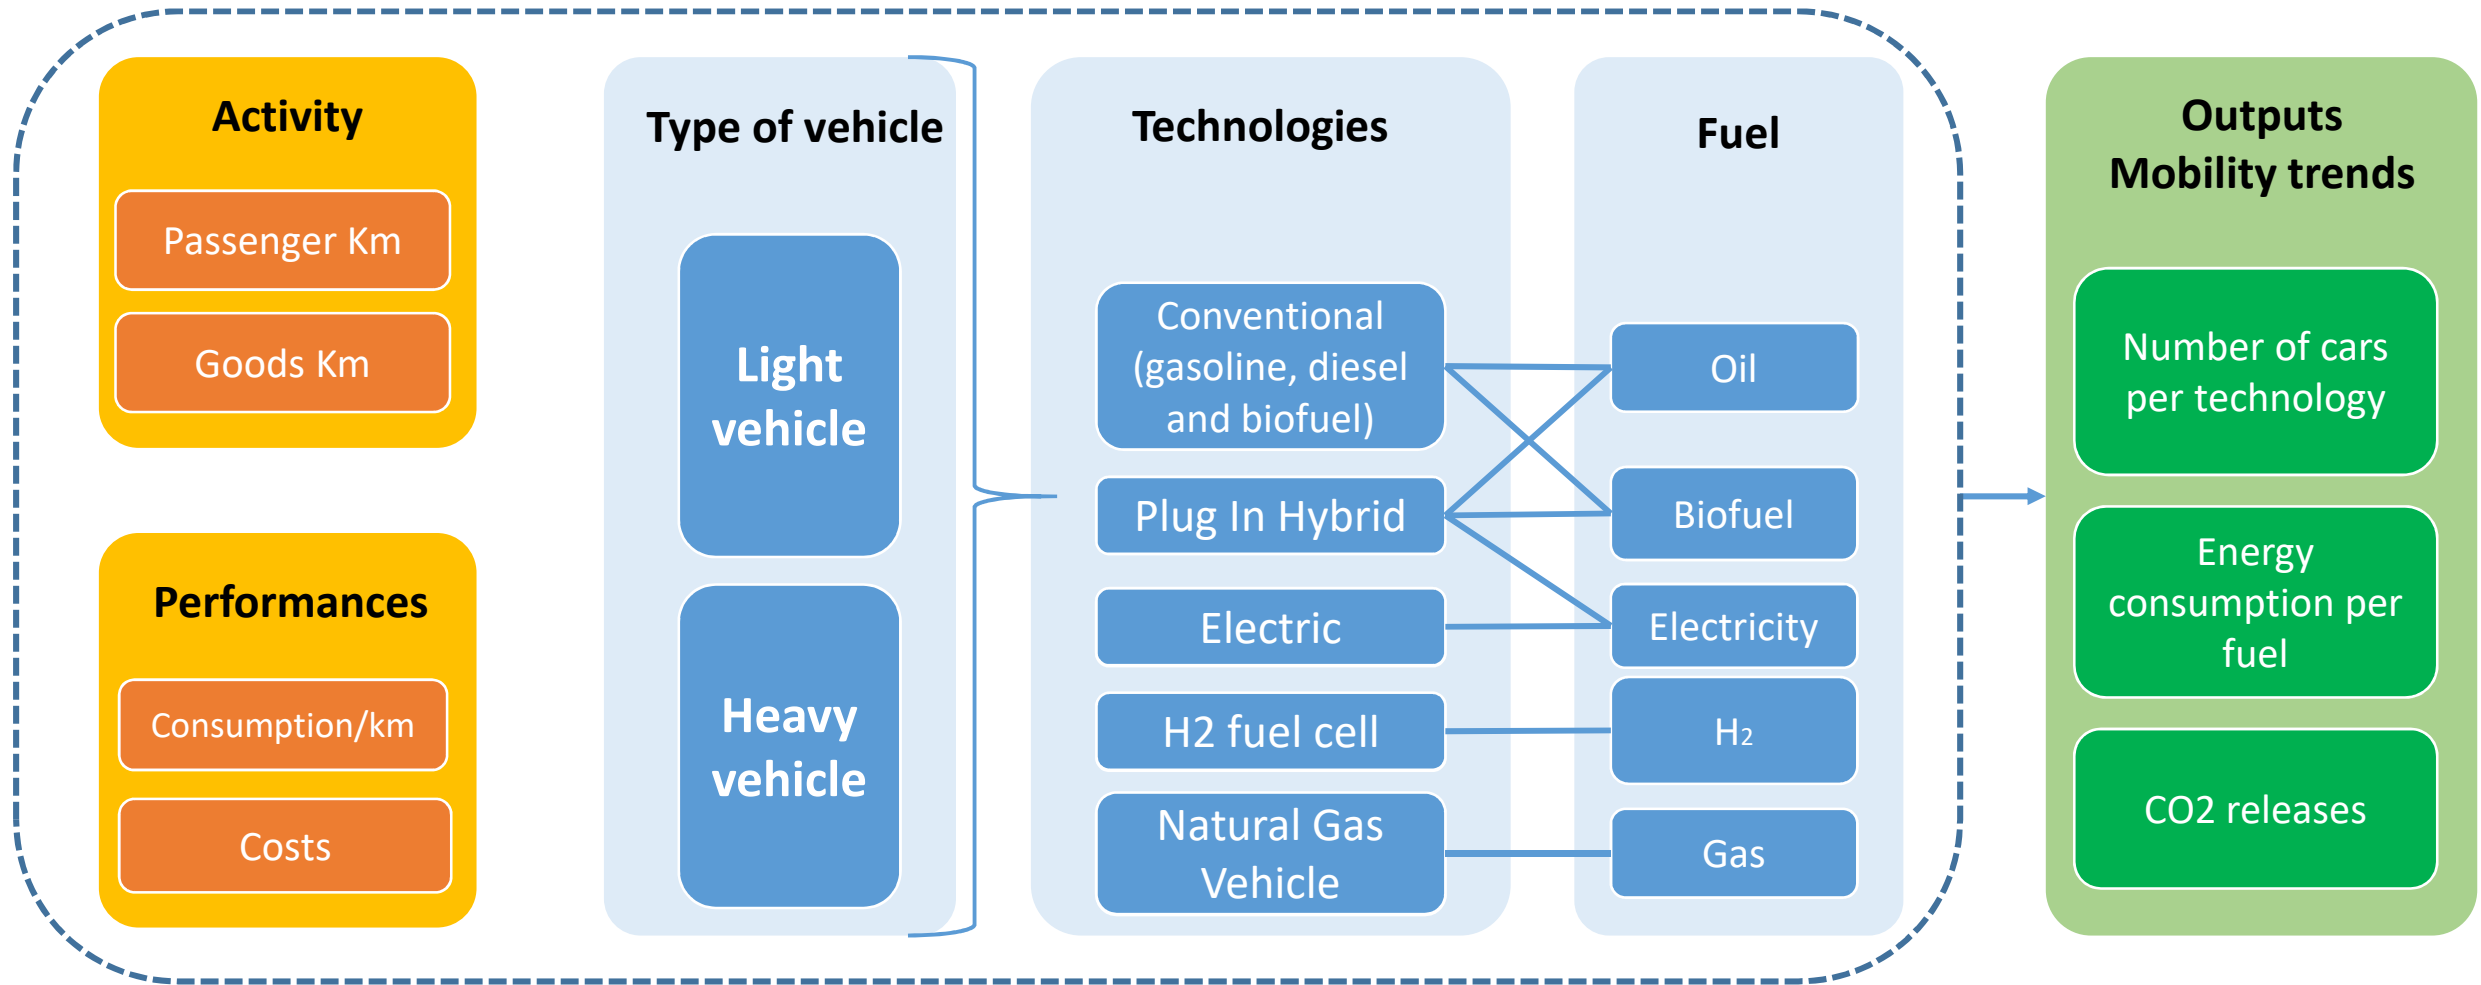 Activity
Passenger Km
Goods Km
Performances
Consumption/km
Costs
Type of vehicle
Light
vehicle
Heavy
vehicle
Technologies
Conventional
(gasoline, diesel
and biofuel)
Plug In Hybrid
Electric
H2 fuel cell
Natural Gas
Vehicle
Fuel
Oil
Biofuel
Electricity
H₂
Gas
Outputs
Mobility trends
Number of cars
per technology
Energy
consumption per
fuel
CO2 releases